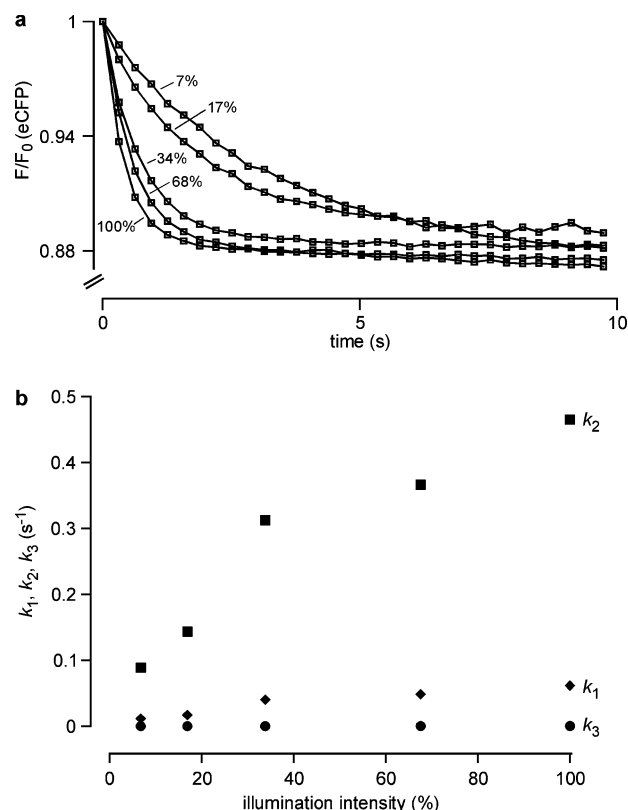 a
1
0.94
0.88
F/F₀ (eCFP)
7%
17%
34%
68%
100%
0 5 10
time (s)
b
0.5
0.4
0.3
0.2
0.1
0
k₁, k₂, k₃ (s⁻¹)
k₂
k₁
k₃
0 20 40 60 80 100
illumination intensity (%)